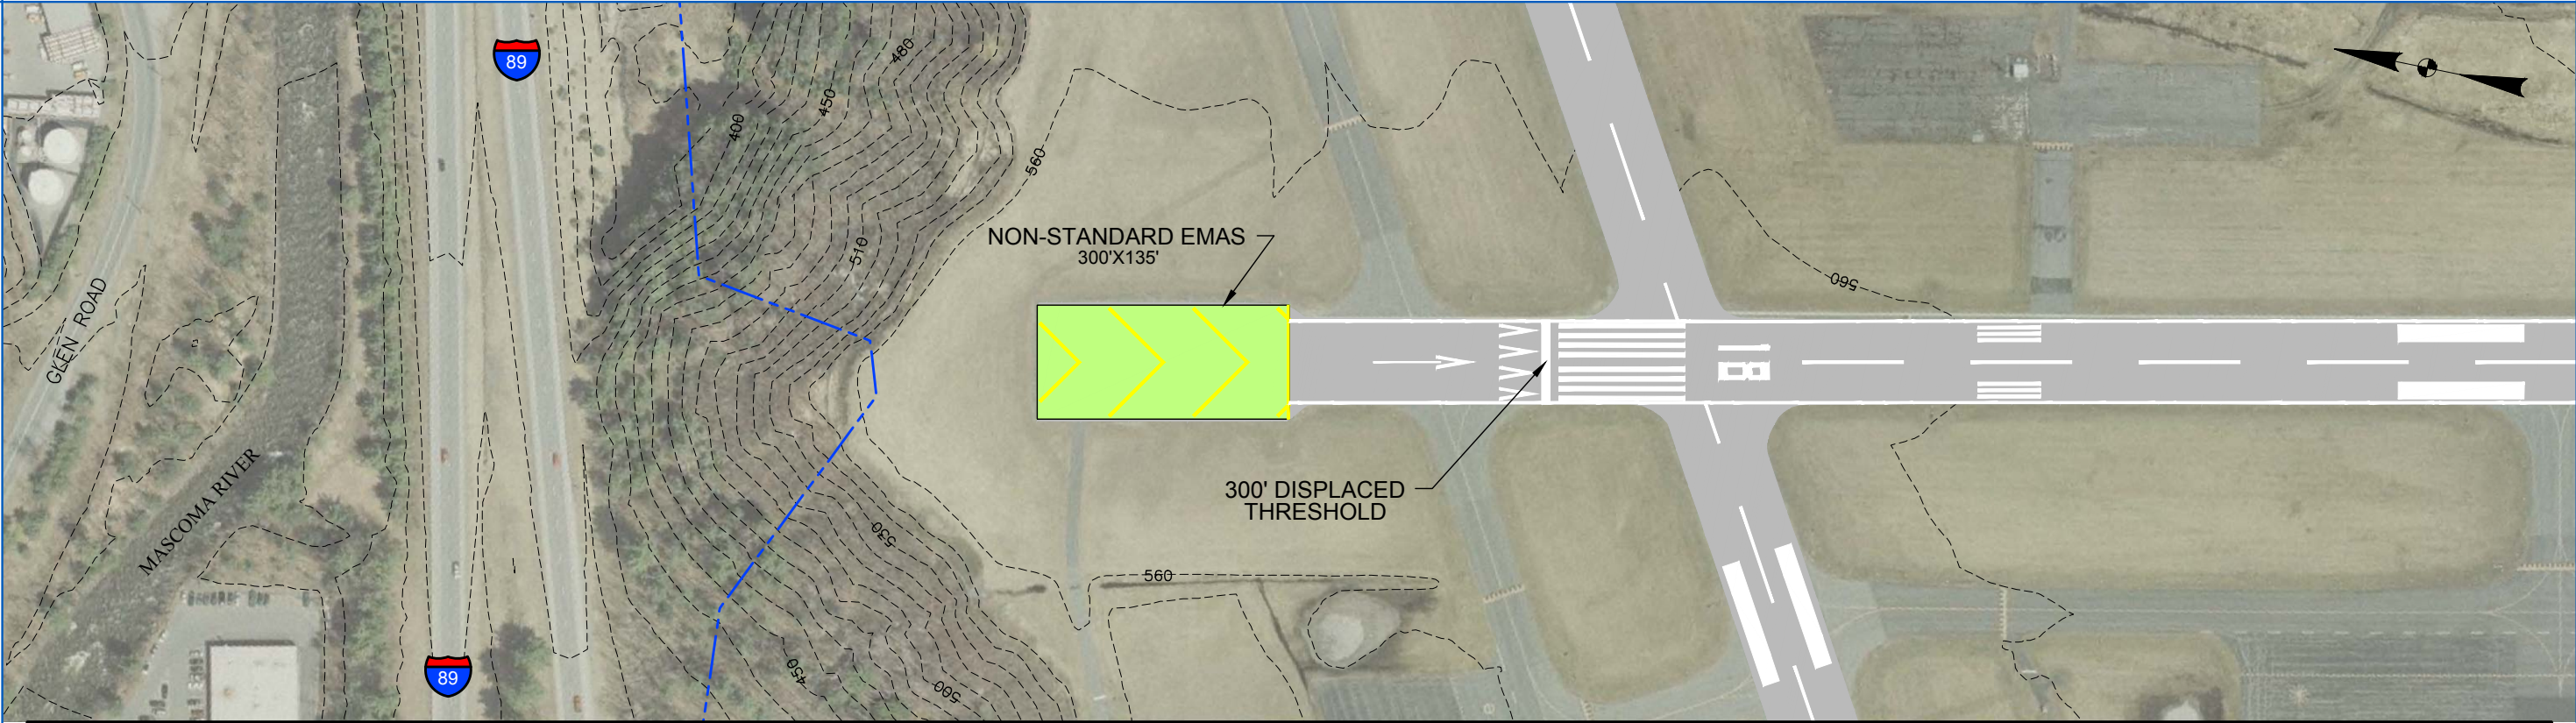 89
480
450
400
560
NON-STANDARD EMAS
300'X135'
510
560
GLEN ROAD
MASCOMA RIVER
300' DISPLACED
THRESHOLD
530
560
450
500
89
18